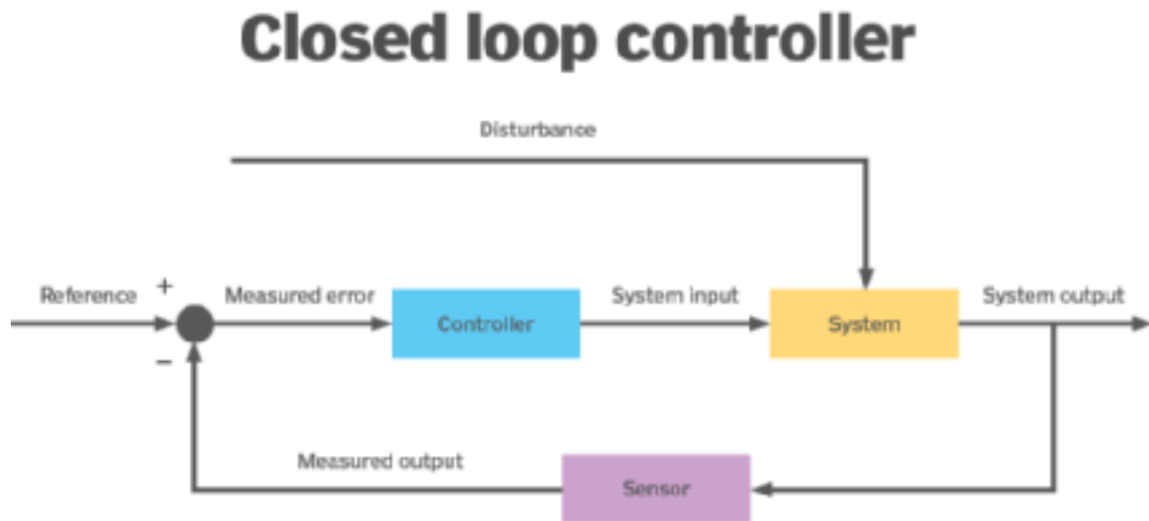 Closed loop controller
Disturbance
Reference
+
Measured error
Controller
System input
System
System output
−
Measured output
Sensor